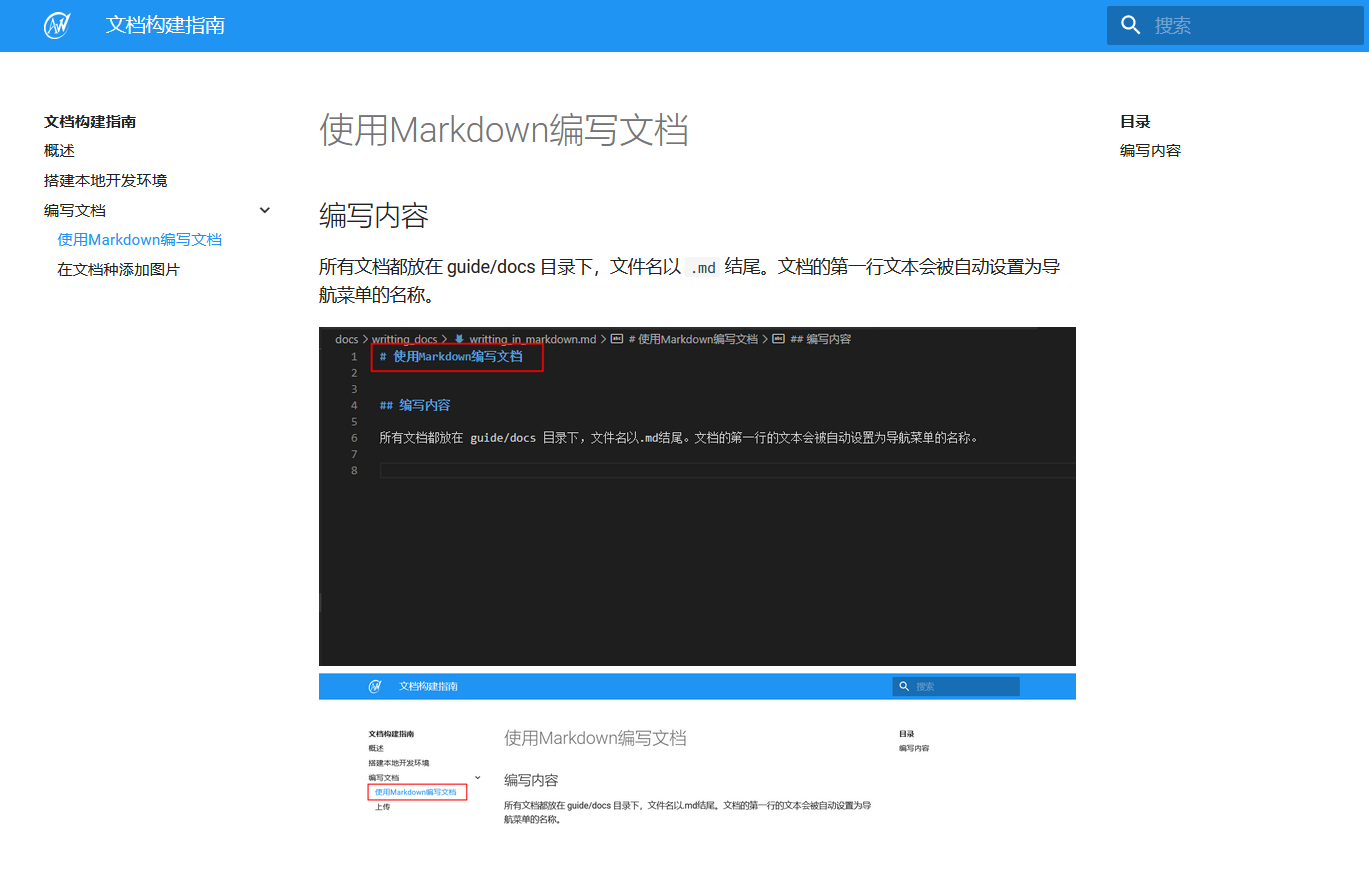 文档构建指南
搜索
文档构建指南
概述
搭建本地开发环境
编写文档
使用Markdown编写文档
在文档种添加图片
使用Markdown编写文档
编写内容
所有文档都放在 guide/docs 目录下，文件名以 .md 结尾。文档的第一行文本会被自动设置为导
航菜单的名称。
docs > writting_docs > writting_in_markdown.md > # 使用Markdown编写文档 > ## 编写内容
1 # 使用Markdown编写文档
2
3
4 ## 编写内容
5
6 所有文档都放在 guide/docs 目录下，文件名以.md结尾。文档的第一行的文本会被自动设置为导航菜单的名称。
7
8
文档构建指南
搜索
文档构建指南
概述
搭建本地开发环境
编写文档
使用Markdown编写文档
上传
使用Markdown编写文档
编写内容
所有文档都放在 guide/docs 目录下，文件名以.md结尾。文档的第一行的文本会被自动设置为导
航菜单的名称。
目录
编写内容
目录
编写内容